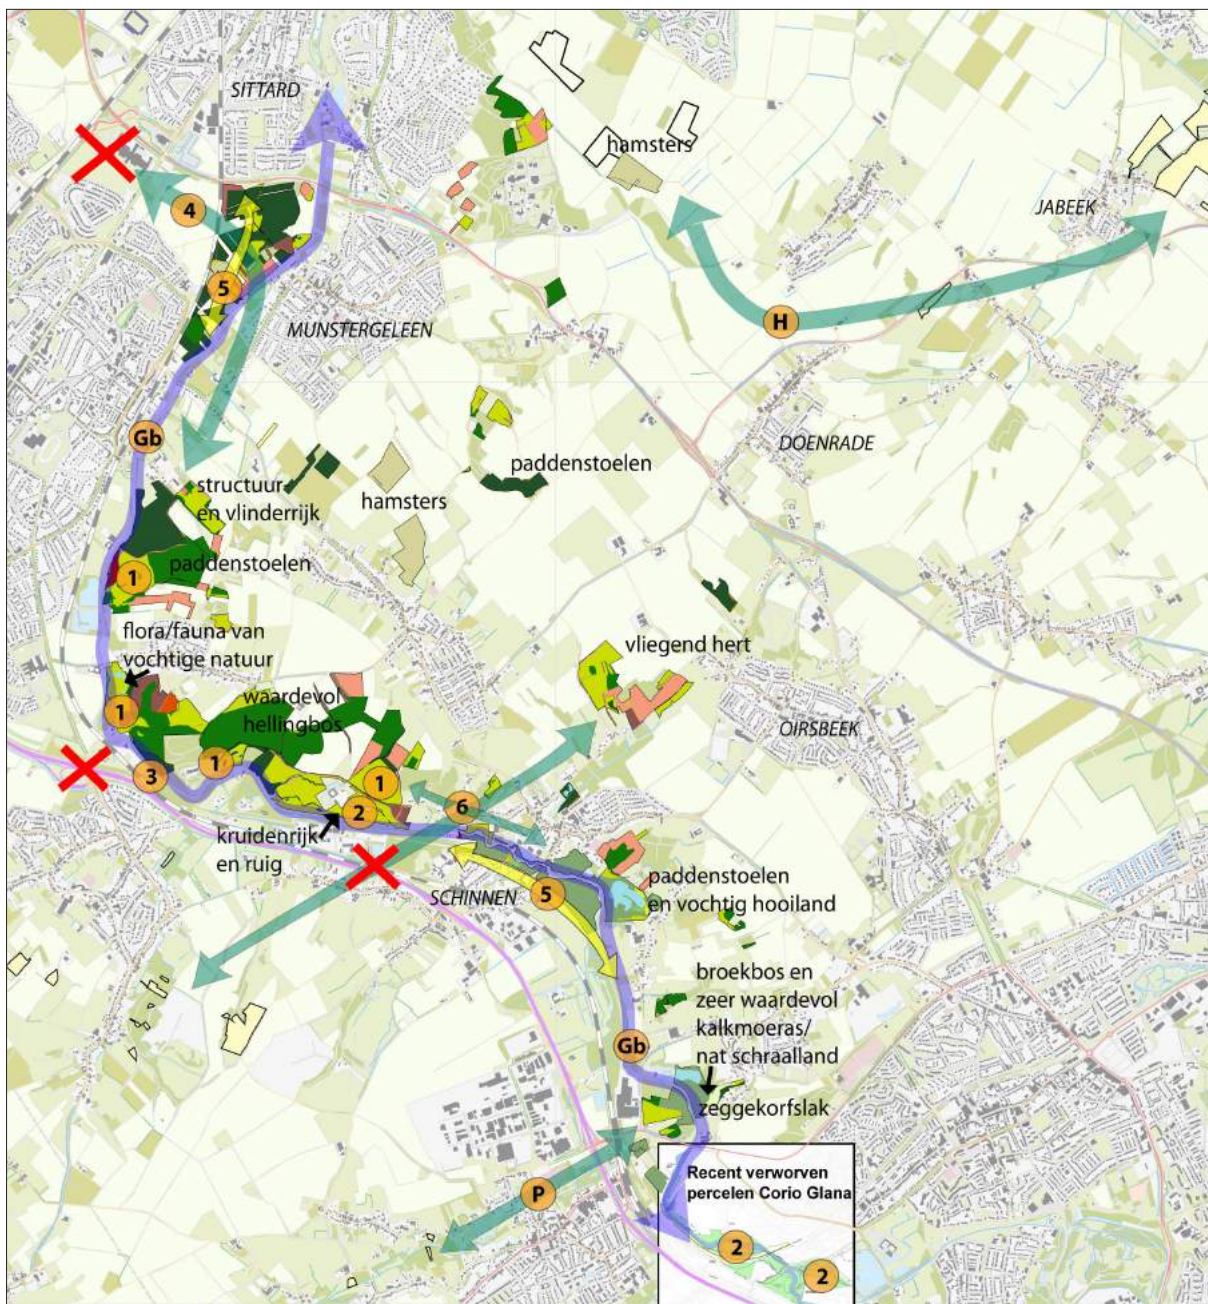 SITTARD
hamsters
4
JABEEK
5
H
MUNSTERGELEEN
Gb
DOENRADE
paddenstoelen
structuur-
en vlinderrijk
hamsters
paddenstoelen
1
flora/fauna van
vochtige natuur
vliegend hert
waardevol
hellingbos
1
OIRSBEEK
1
3
1
2
6
kruidenrijk
en ruig
SCHINNEN
5
paddenstoelen
en vochtig hooiland
broekbos en
zeer waardevol
kalkmoeras/
nat schraalland
Gb
zeggekorfslak
Recent verworven
percelen Corio Glana
P
2
2